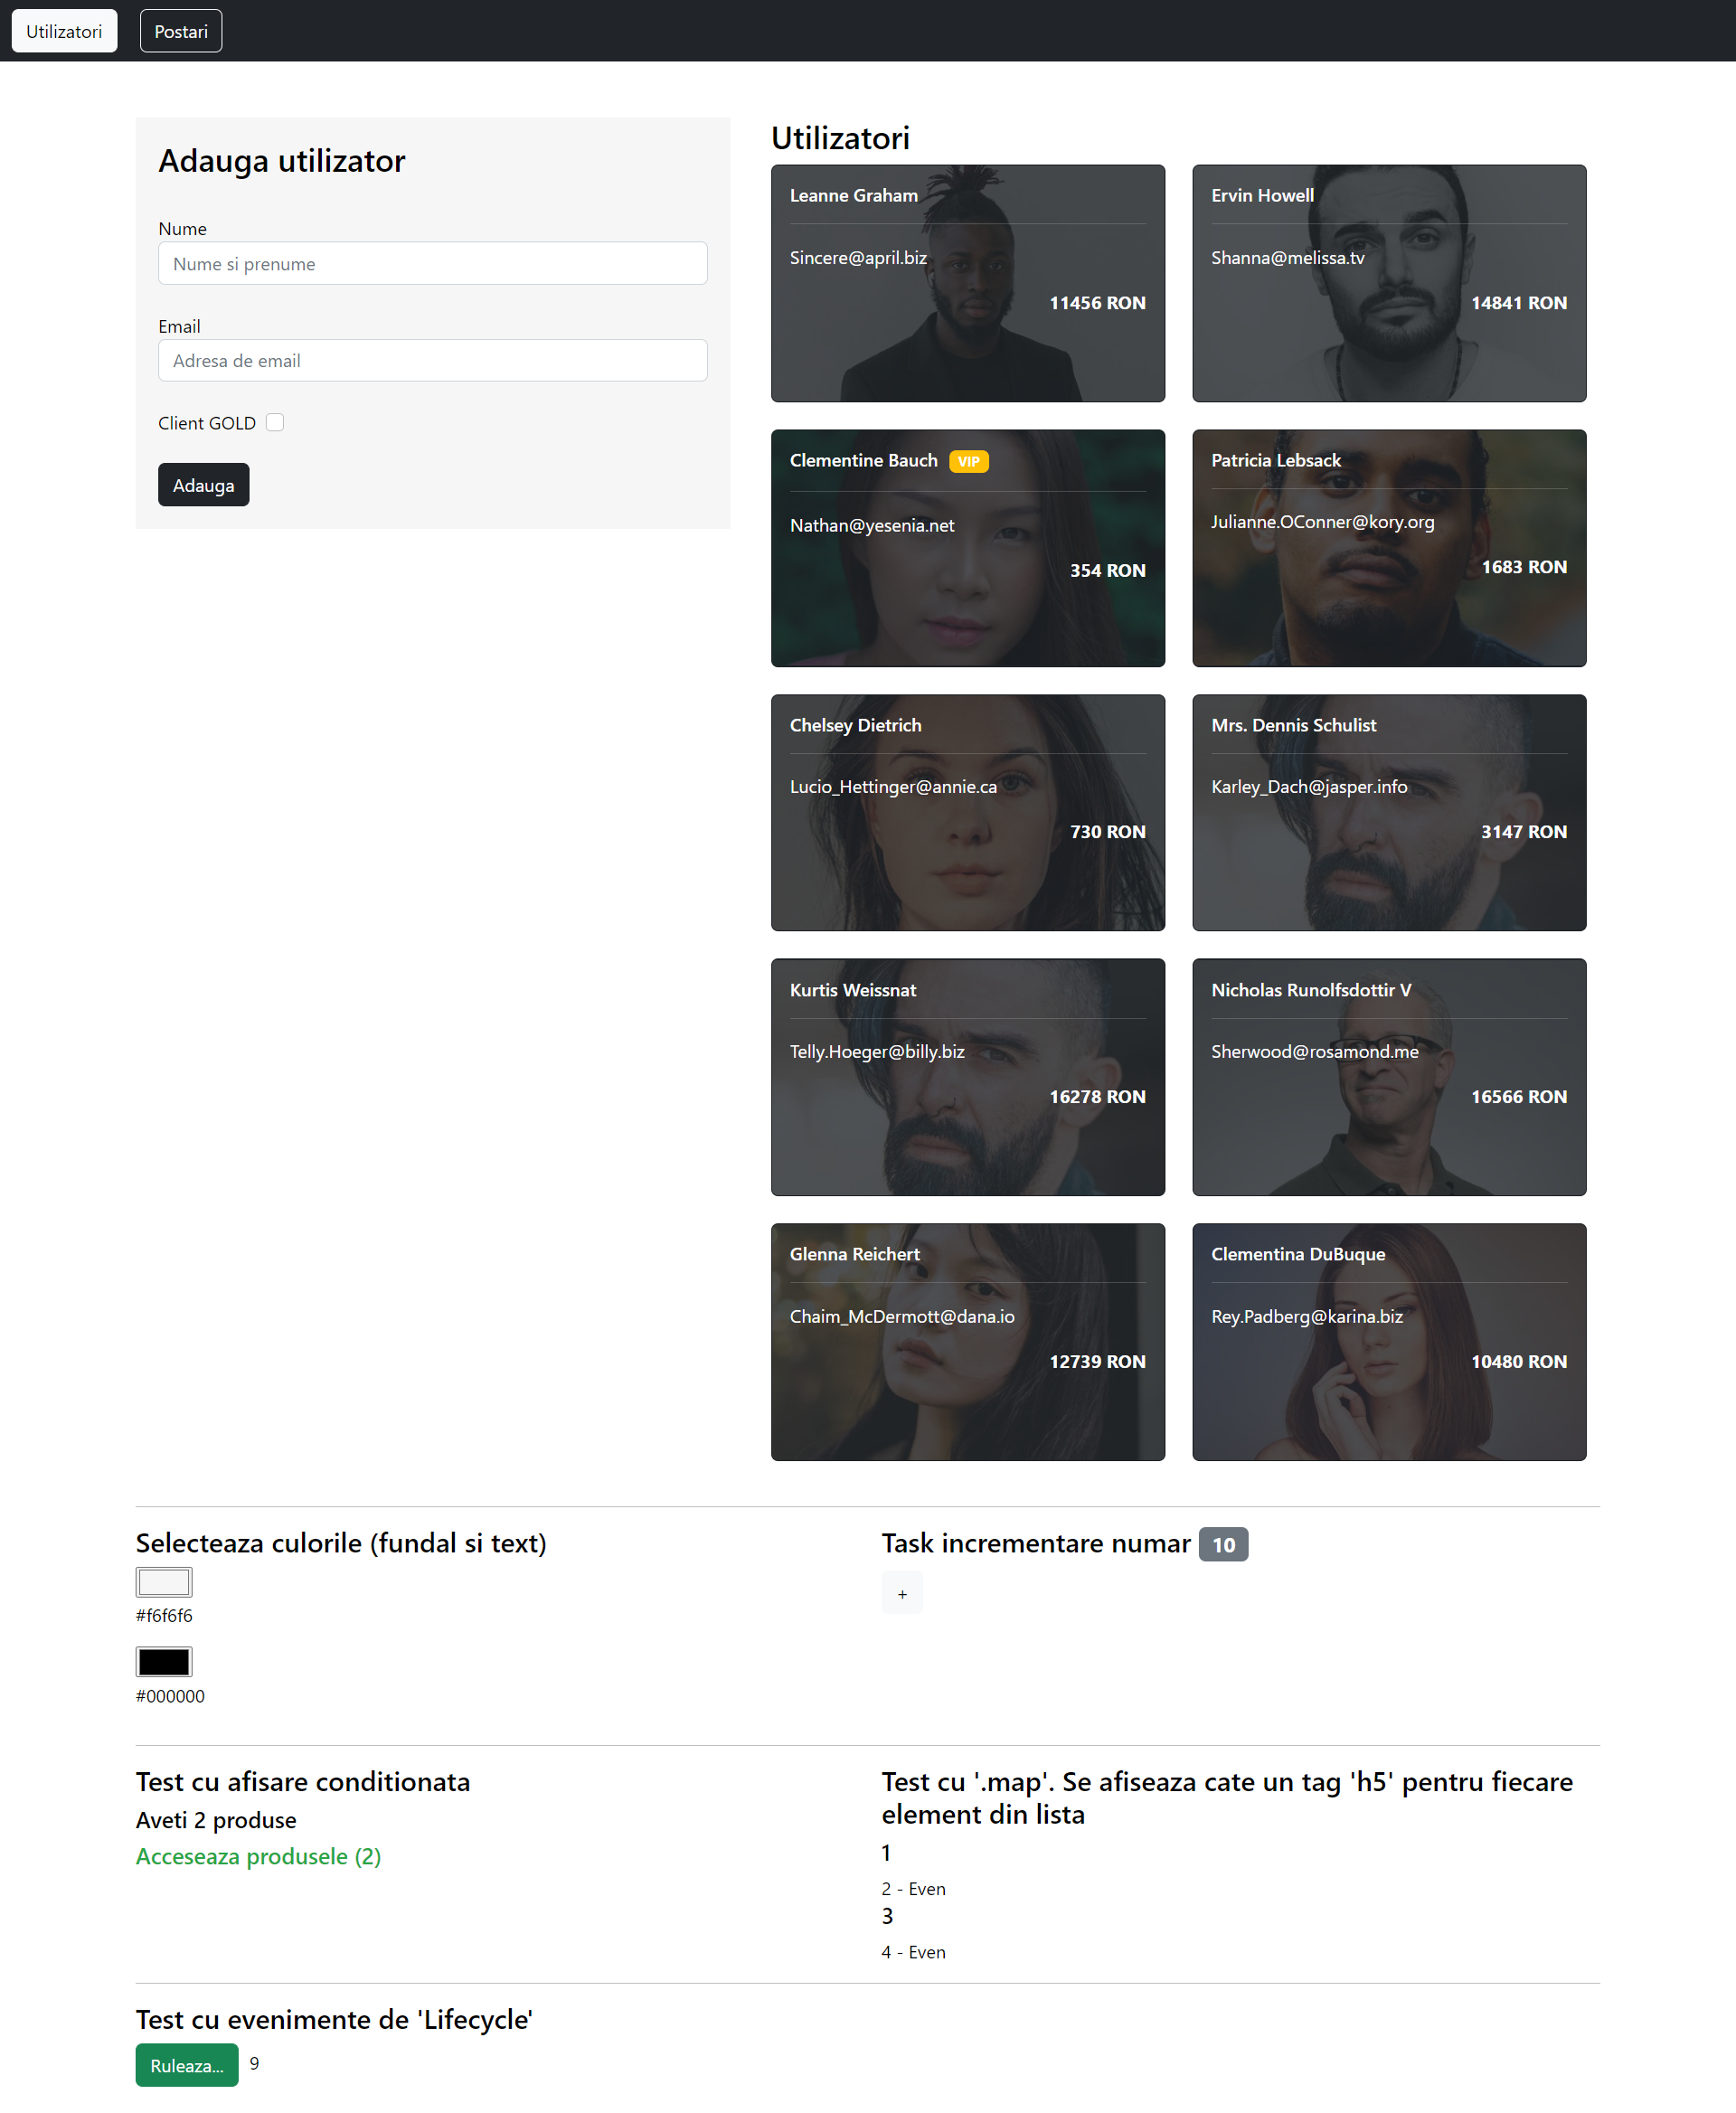 Utilizatori
Postari
Adauga utilizator
Nume
Nume si prenume
Email
Adresa de email
Client GOLD
Adauga
Utilizatori
Leanne Graham
Sincere@april.biz
11456 RON
Ervin Howell
Shanna@melissa.tv
14841 RON
Clementine Bauch VIP
Nathan@yesenia.net
354 RON
Patricia Lebsack
Julianne.OConner@kory.org
1683 RON
Chelsey Dietrich
Lucio_Hettinger@annie.ca
730 RON
Mrs. Dennis Schulist
Karley_Dach@jasper.info
3147 RON
Kurtis Weissnat
Telly.Hoeger@billy.biz
16278 RON
Nicholas Runolfsdottir V
Sherwood@rosamond.me
16566 RON
Glenna Reichert
Chaim_McDermott@dana.io
12739 RON
Clementina DuBuque
Rey.Padberg@karina.biz
10480 RON
Selecteaza culorile (fundal si text)
#f6f6f6
#000000
Task incrementare numar 10
+
Test cu afisare conditionata
Aveti 2 produse
Acceseaza produsele (2)
Test cu '.map'. Se afiseaza cate un tag 'h5' pentru fiecare
element din lista
1
2 - Even
3
4 - Even
Test cu evenimente de 'Lifecycle'
Ruleaza... 9